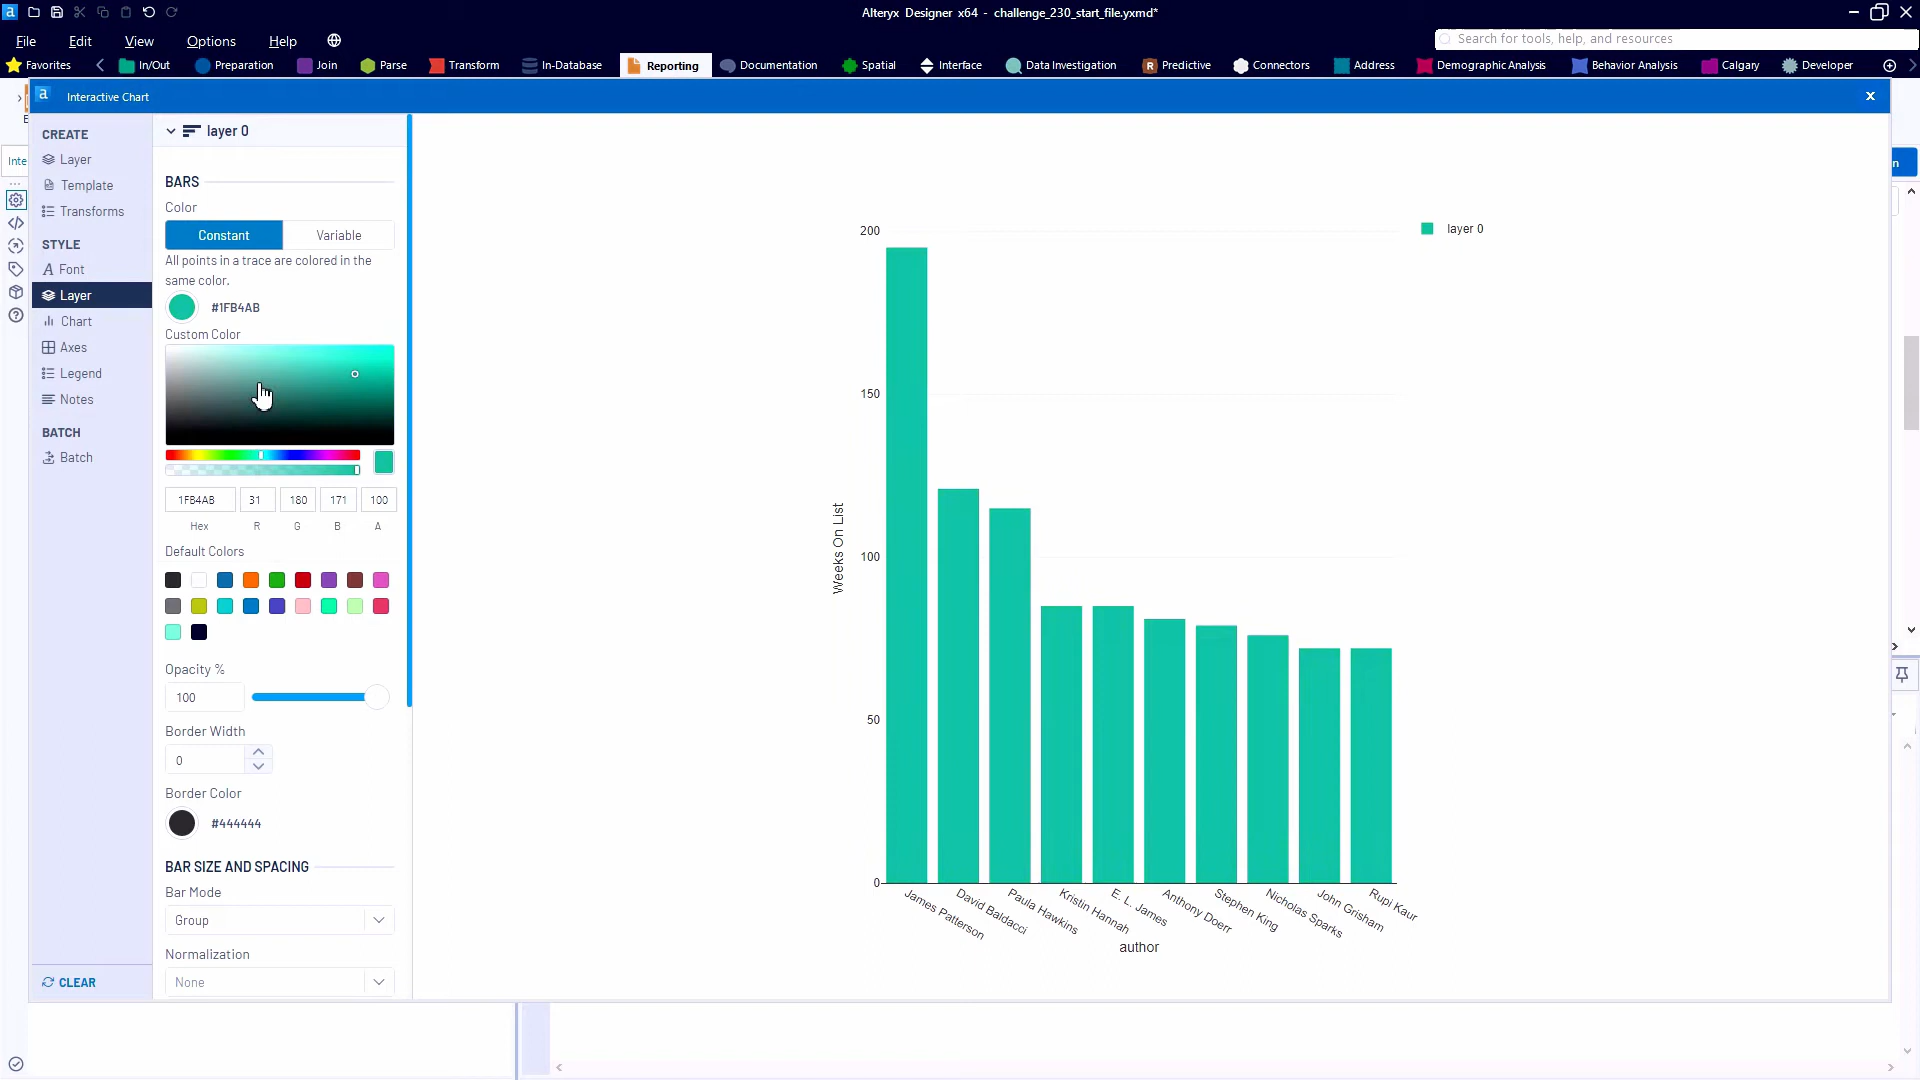 Alteryx Designer x64 - challenge_230_start_file.yxmd*
File Edit View Options Help
Search for tools, help, and resources
Favorites In/Out Preparation Join Parse Transform In-Database Reporting Documentation Spatial Interface Data Investigation Predictive Connectors Address Demographic Analysis Behavior Analysis Calgary Developer
a Interactive Chart
E
Inte
n
CREATE
Layer
Template
Transforms
STYLE
Font
Layer
Chart
Axes
Legend
Notes
BATCH
Batch
CLEAR
layer 0
BARS
Color
Constant Variable
All points in a trace are colored in the
same color.
#1FB4AB
Custom Color
1FB4AB 31 180 171 100
Hex R G B A
Default Colors
Opacity %
100
Border Width
0
Border Color
#444444
BAR SIZE AND SPACING
Bar Mode
Group
Normalization
None
layer 0
200
150
100
50
0
Weeks On List
James Patterson
David Baldacci
Paula Hawkins
Kristin Hannah
E. L. James
Anthony Doerr
Stephen King
Nicholas Sparks
John Grisham
Rupi Kaur
author